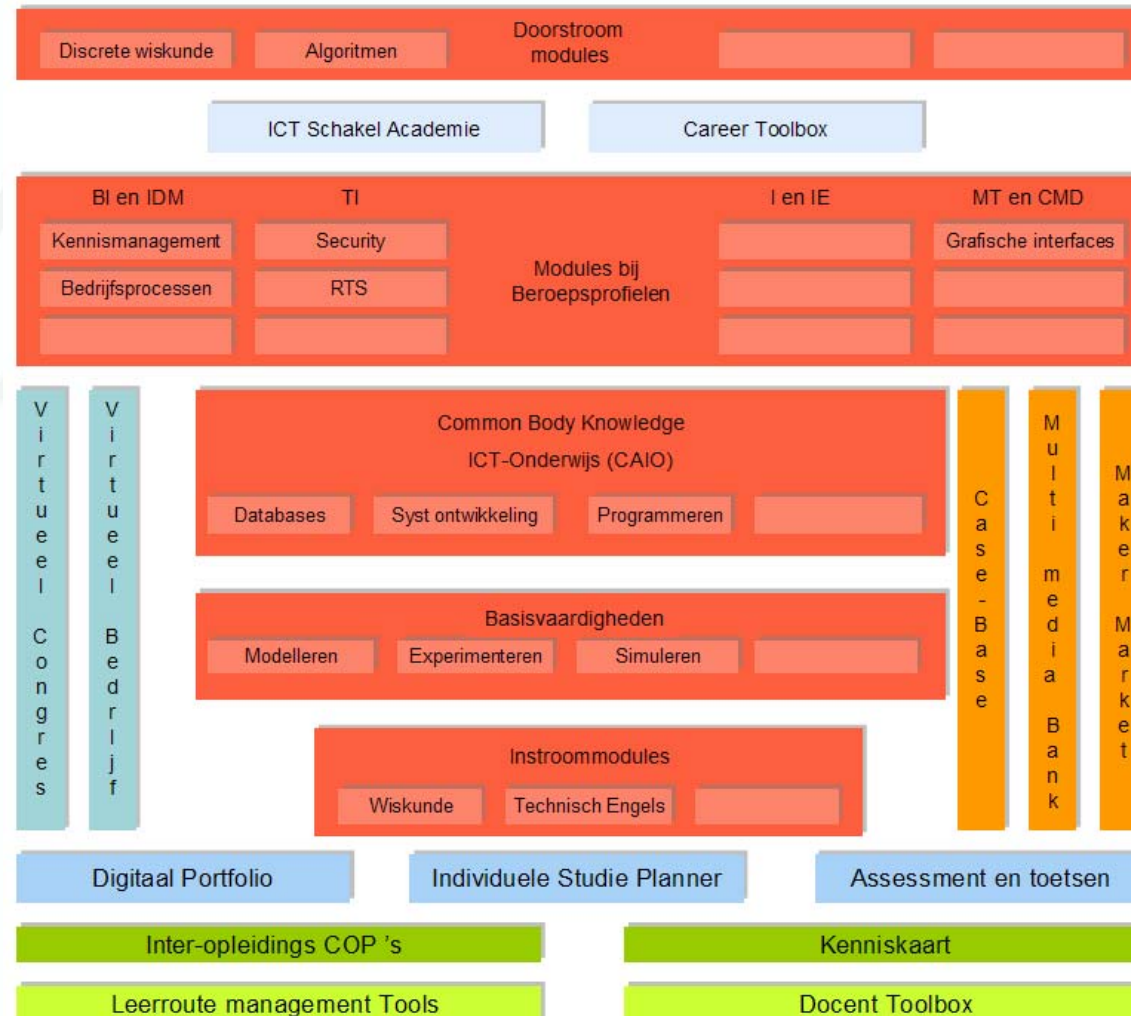 Doorstroom
modules
Discrete wiskunde
Algoritmen
ICT Schakel Academie
Career Toolbox
BI en IDM
TI
I en IE
MT en CMD
Kennismanagement
Security
Grafische interfaces
Modules bij
Beroepsprofielen
Bedrijfsprocessen
RTS
Virtueel Congres
Virtueel BedrIjf
Common Body Knowledge
ICT-Onderwijs (CAIO)
Databases
Syst ontwikkeling
Programmeren
Basisvaardigheden
Modelleren
Experimenteren
Simuleren
Instroommodules
Wiskunde
Technisch Engels
Case-Base
Multi media Bank
Maker Market
Digitaal Portfolio
Individuele Studie Planner
Assessment en toetsen
Inter-opleidings COP 's
Kenniskaart
Leerroute management Tools
Docent Toolbox